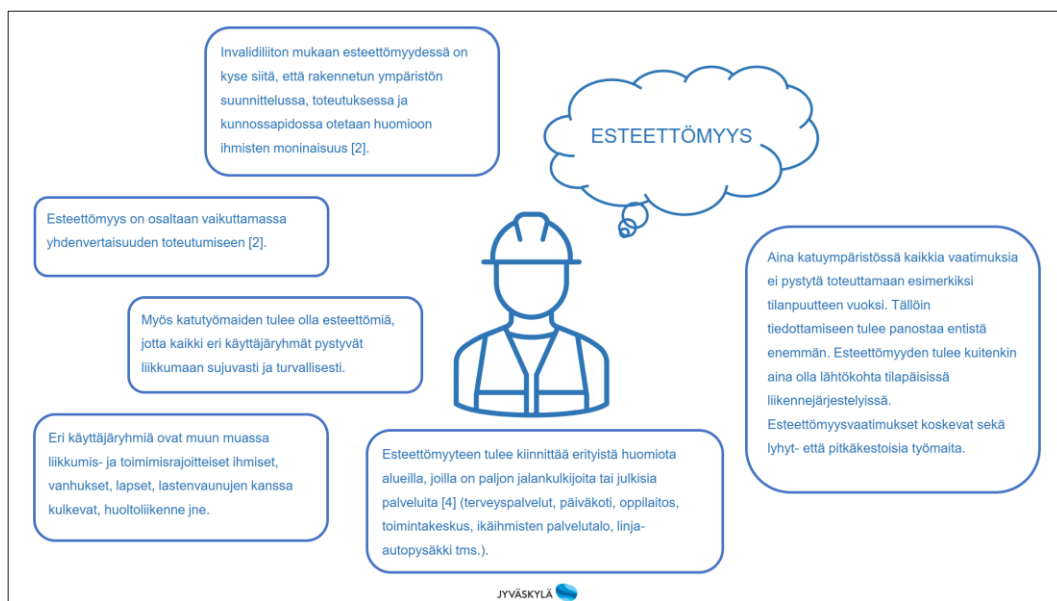 Invalidiliiton mukaan esteettömyydessä on
kyse siitä, että rakennetun ympäristön
suunnittelussa, toteutuksessa ja
kunnossapidossa otetaan huomioon
ihmisten moninaisuus [2].
ESTEETTÖMYYS
Esteettömyys on osaltaan vaikuttamassa
yhdenvertaisuuden toteutumiseen [2].
Myös katutyömaiden tulee olla esteettömiä,
jotta kaikki eri käyttäjäryhmät pystyvät
liikkumaan sujuvasti ja turvallisesti.
Eri käyttäjäryhmiä ovat muun muassa
liikkumis- ja toimimisrajoitteiset ihmiset,
vanhukset, lapset, lastenvaunujen kanssa
kulkevat, huoltoliikenne jne.
Esteettömyyteen tulee kiinnittää erityistä huomiota
alueilla, joilla on paljon jalankulkijoita tai julkisia
palveluita [4] (terveyspalvelut, päiväkoti, oppilaitos,
toimintakeskus, ikäihmisten palvelutalo, linja-
autopysäkki tms.).
Aina katuympäristössä kaikkia vaatimuksia
ei pystytä toteuttamaan esimerkiksi
tilanpuutteen vuoksi. Tällöin
tiedottamiseen tulee panostaa entistä
enemmän. Esteettömyyden tulee kuitenkin
aina olla lähtökohta tilapäisissä
liikennejärjestelyissä.
Esteettömyysvaatimukset koskevat sekä
lyhyt- että pitkäkestoisia työmaita.
JYVÄSKYLÄ